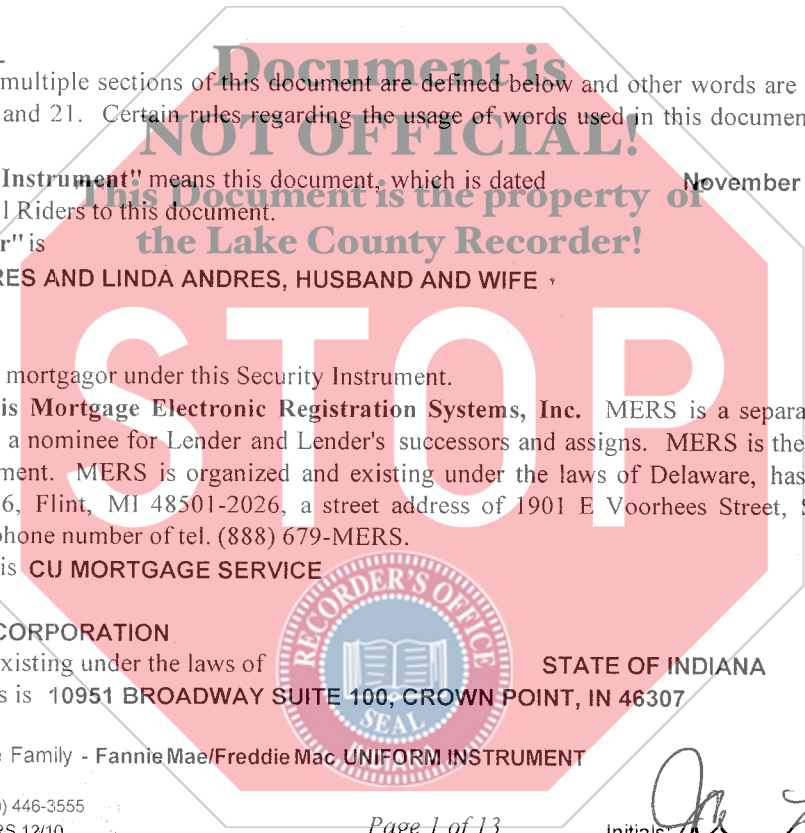 Document is
multiple sections of this document are defined below and other words are
and 21. Certain rules regarding the usage of words used in this documen
NOT OFFICIAL!
Instrument" means this document, which is dated November
This Document is the property of
l Riders to this document.
r" is
the Lake County Recorder!
RES AND LINDA ANDRES, HUSBAND AND WIFE
STOP
mortgagor under this Security Instrument.
is Mortgage Electronic Registration Systems, Inc. MERS is a separa
a nominee for Lender and Lender's successors and assigns. MERS is the
ment. MERS is organized and existing under the laws of Delaware, has
6, Flint, MI 48501-2026, a street address of 1901 E Voorhees Street, S
phone number of tel. (888) 679-MERS.
is CU MORTGAGE SERVICE
RECORDER'S OFFICE
CORPORATION
xisting under the laws of STATE OF INDIANA
s is 10951 BROADWAY SUITE 100, CROWN POINT, IN 46307
SEAL
INDIANA
e Family - Fannie Mae/Freddie Mac UNIFORM INSTRUMENT
) 446-3555
RS 12/10
Page 1 of 13
Initials: